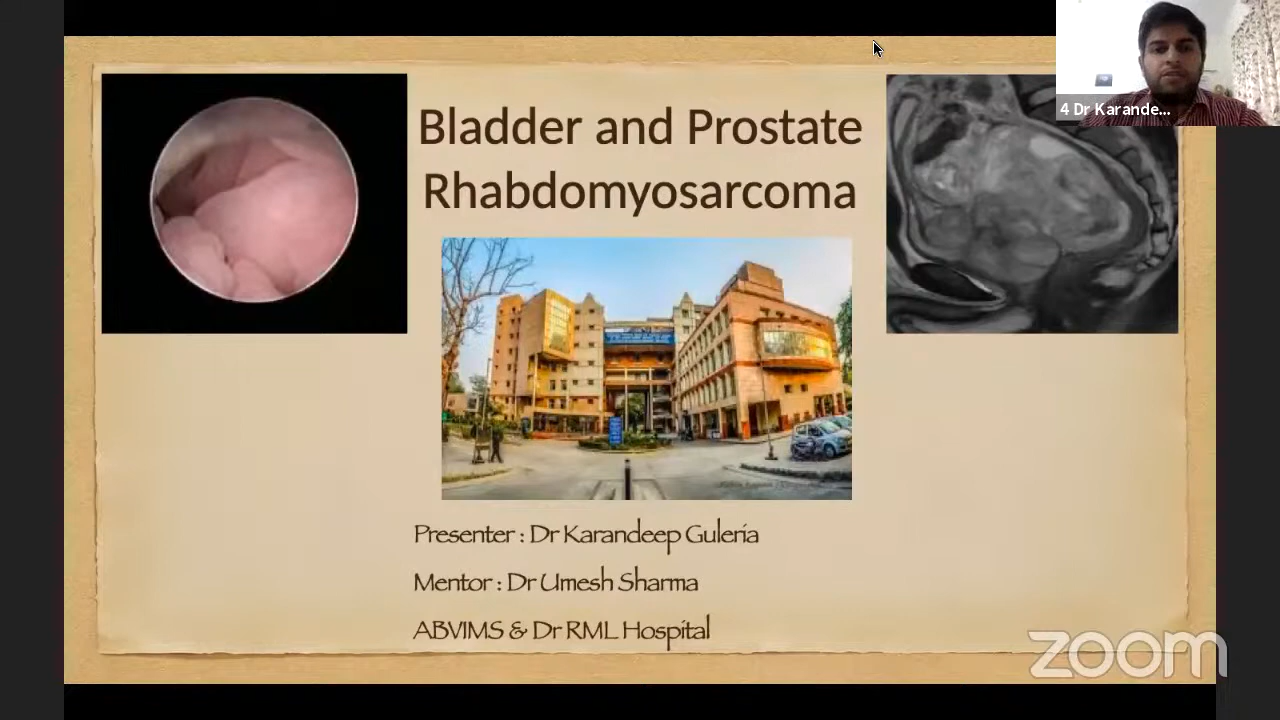 4 Dr Karande...
Bladder and Prostate
Rhabdomyosarcoma
Presenter : Dr Karandeep Guleria
Mentor : Dr Umesh Sharma
ABVIMS & Dr RML Hospital
zoom